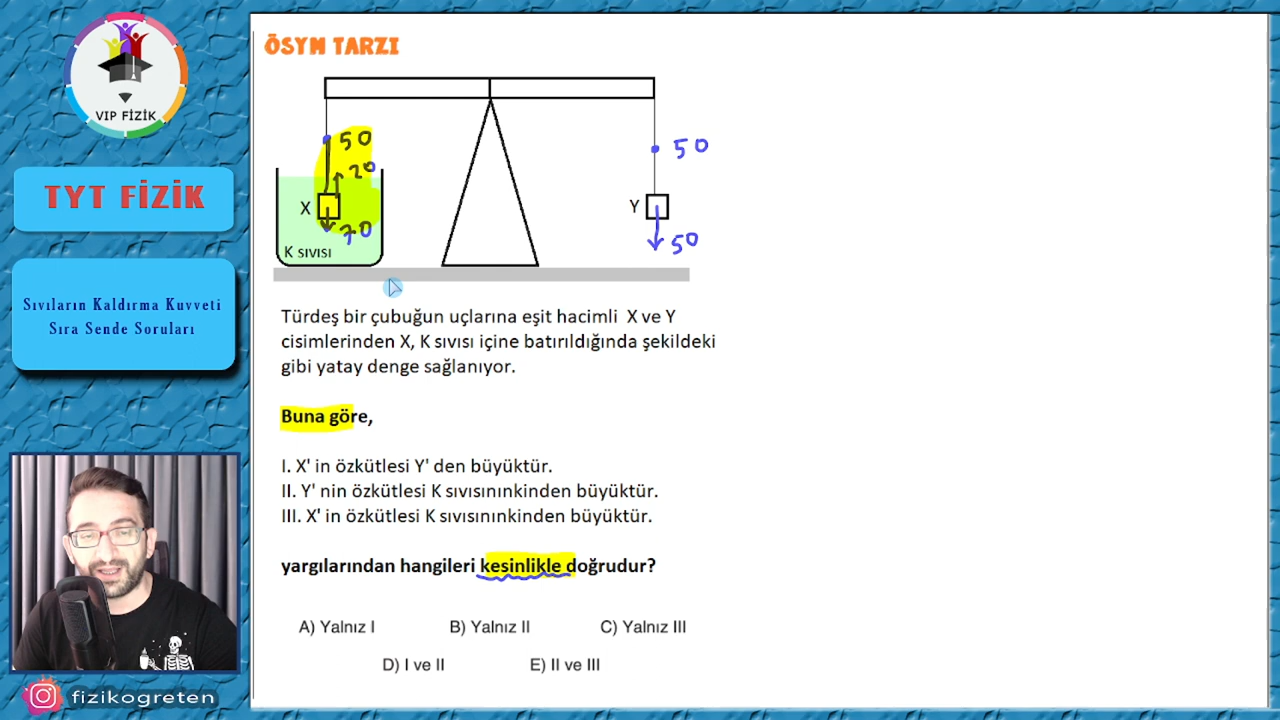 VIP FİZİK
TYT FİZİK
Sıvıların Kaldırma Kuvveti
Sıra Sende Soruları
fizikogreten
ÖSYM TARZI
50
20
X
70
K SIVISI
50
Y
50
Türdeş bir çubuğun uçlarına eşit hacimli X ve Y
cisimlerinden X, K sıvısı içine batırıldığında şekildeki
gibi yatay denge sağlanıyor.
Buna göre,
I. X' in özkütlesi Y' den büyüktür.
II. Y' nin özkütlesi K sıvısınınkinden büyüktür.
III. X' in özkütlesi K sıvısınınkinden büyüktür.
yargılarından hangileri kesinlikle doğrudur?
A) Yalnız I B) Yalnız II C) Yalnız III
D) I ve II E) II ve III